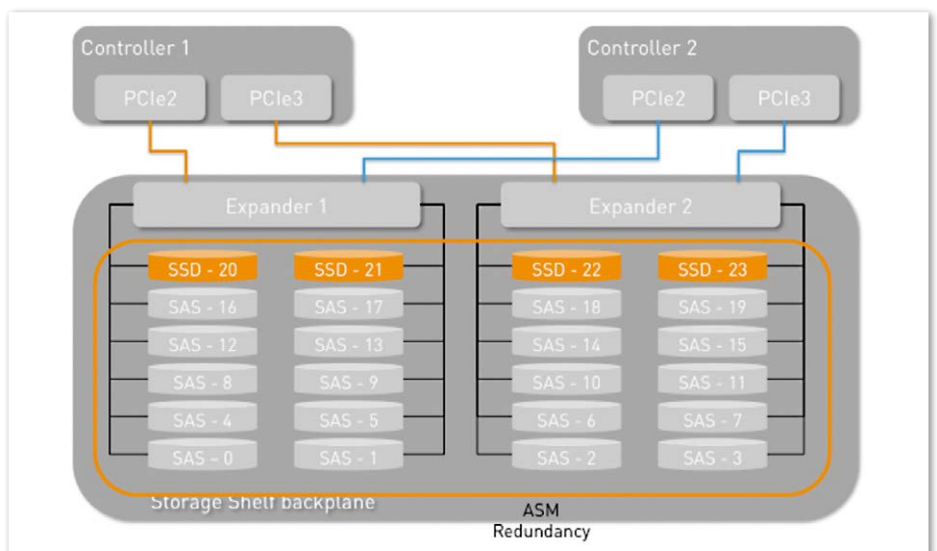 Controller 1
Controller 2
PCIe2
PCIe3
PCIe2
PCIe3
Expander 1
Expander 2
SSD - 20
SSD - 21
SSD - 22
SSD - 23
SAS - 16
SAS - 17
SAS - 18
SAS - 19
SAS - 12
SAS - 13
SAS - 14
SAS - 15
SAS - 8
SAS - 9
SAS - 10
SAS - 11
SAS - 4
SAS - 5
SAS - 6
SAS - 7
SAS – 0
SAS - 1
SAS - 2
SAS - 3
Storage Shelf backplane
ASM
Redundancy